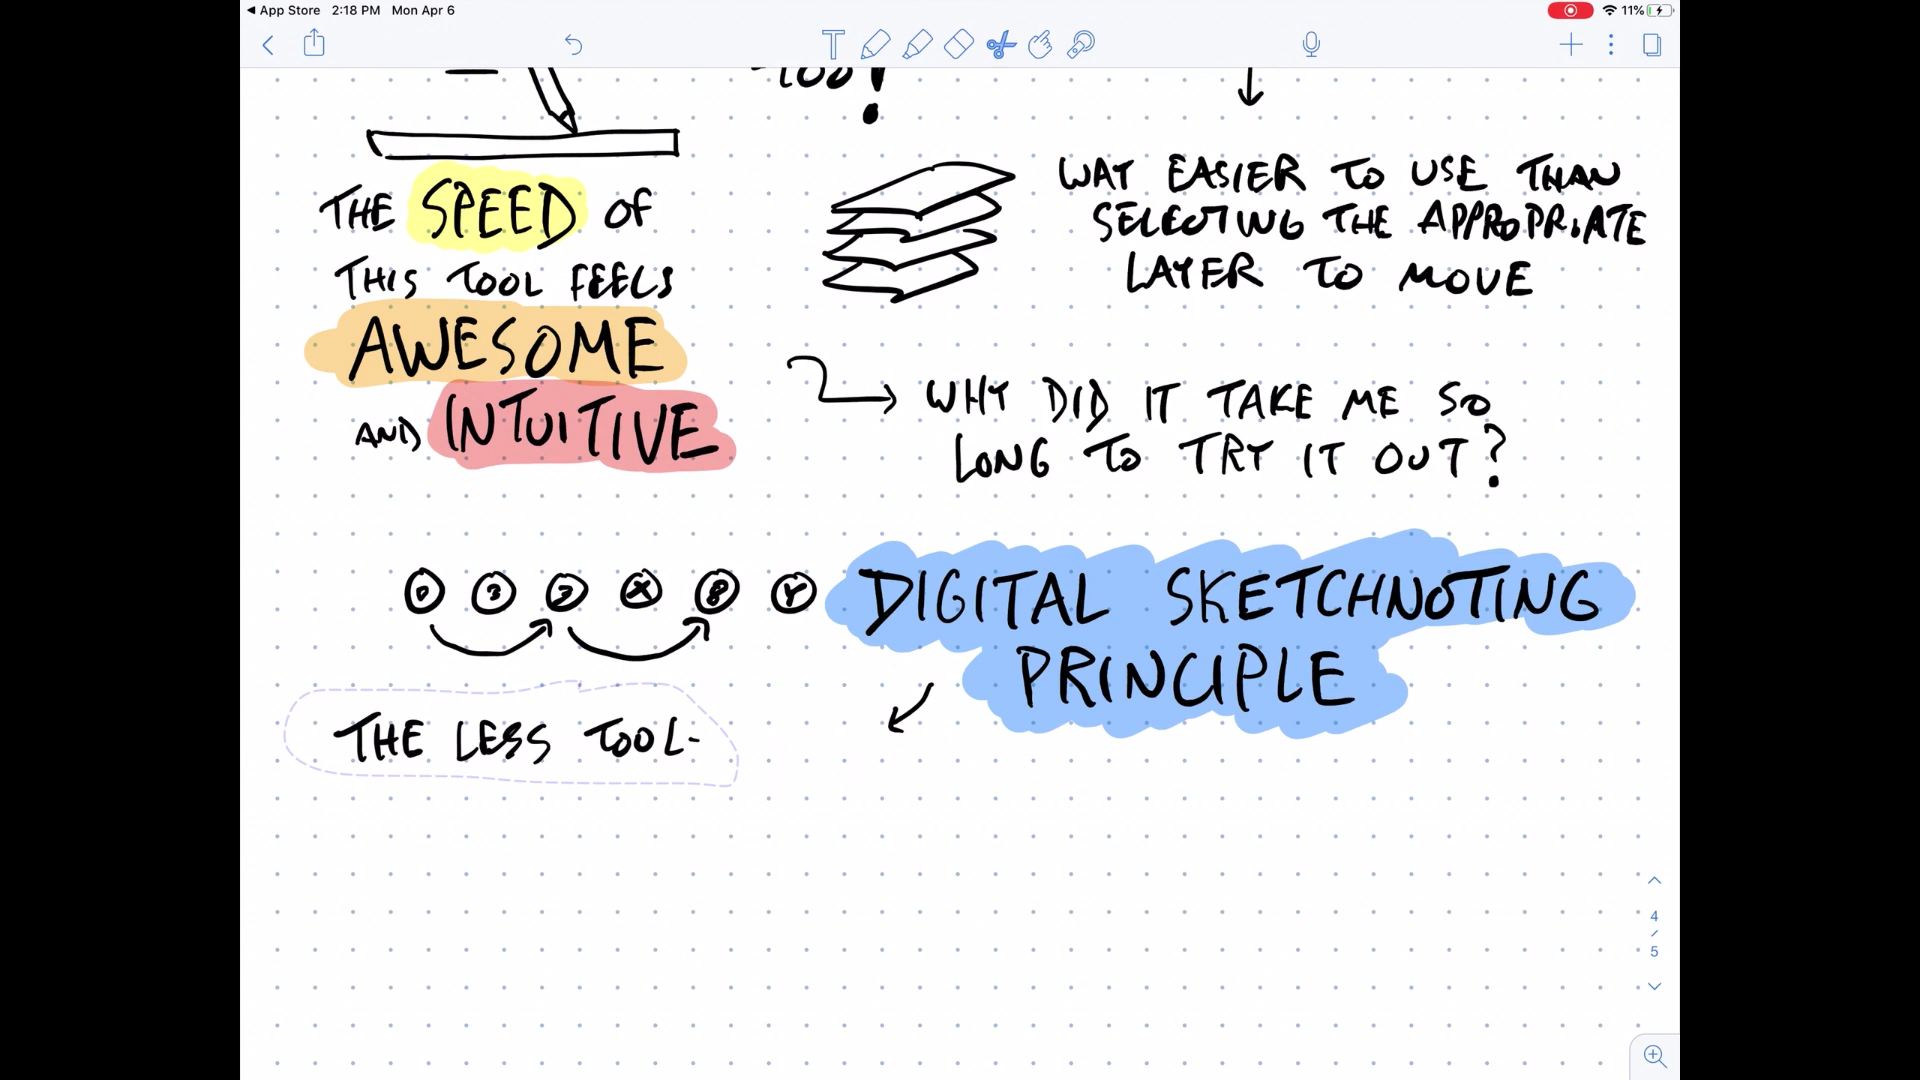 App Store 2:18 PM Mon Apr 6
11%
TOO!
THE SPEED OF
THIS TOOL FEELS
AWESOME
AND INTUITIVE
WAY EASIER TO USE THAN
SELECTING THE APPROPRIATE
LAYER TO MOVE
WHY DID IT TAKE ME SO
LONG TO TRY IT OUT?
DIGITAL SKETCHNOTING
PRINCIPLE
THE LESS TOOL-
4
/
5